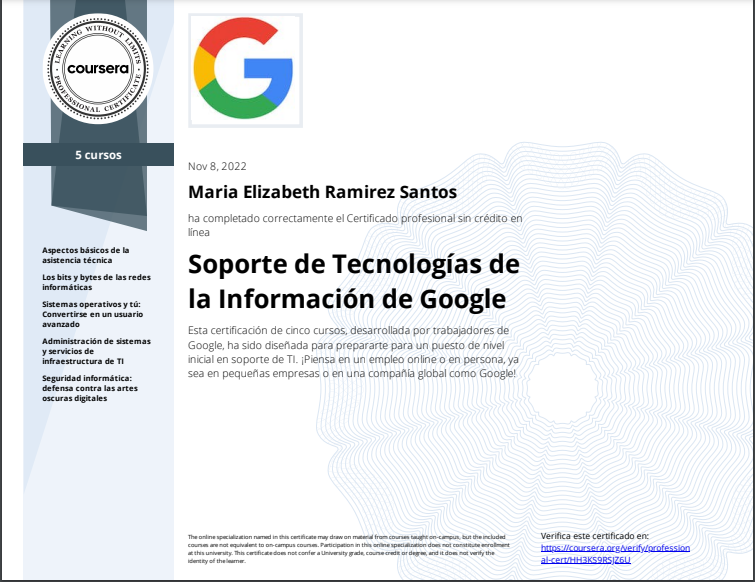 LEARNING WITHOUT LIMITS
coursera
PROFESSIONAL CERTIFICATE
5 cursos
Aspectos básicos de la
asistencia técnica
Los bits y bytes de las redes
informáticas
Sistemas operativos y tú:
Convertirse en un usuario
avanzado
Administración de sistemas
y servicios de
infraestructura de TI
Seguridad informática:
defensa contra las artes
oscuras digitales
G
Nov 8, 2022
Maria Elizabeth Ramirez Santos
ha completado correctamente el Certificado profesional sin crédito en
línea
Soporte de Tecnologías de
la Información de Google
Esta certificación de cinco cursos, desarrollada por trabajadores de
Google, ha sido diseñada para prepararte para un puesto de nivel
inicial en soporte de TI. ¡Piensa en un empleo online o en persona, ya
sea en pequeñas empresas o en una compañía global como Google!
The online specialization named in this certificate may draw on material from courses taught on-campus, but the included
courses are not equivalent to on-campus courses. Participation in this online specialization does not constitute enrollment
at this university. This certificate does not confer a University grade, course credit or degree, and it does not verify the
identity of the learner.
Verifica este certificado en:
https://coursera.org/verify/profession
al-cert/HH3KS9RSJZ6U